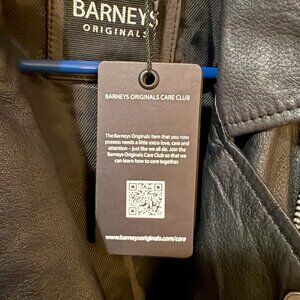 BARNEYS
ORIGINALS
BARNEYS ORIGINALS CARE CLUB
The Barneys Originals item that you now
possess needs a little extra love, care and
attention – just like we all do. Join the
Barneys Originals Care Club so that we
can learn how to care together.
www.barneysoriginals.com/care